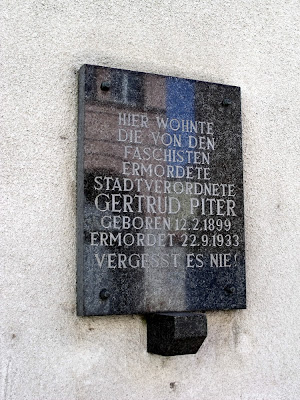 HIER WOHNTE
DIE VON DEN
FASCHISTEN
ERMORDETE
STADTVERORDNETE
GERTRUD PITER
GEBOREN 12.2.1899
ERMORDET 22.9.1933
VERGESST ES NIE!